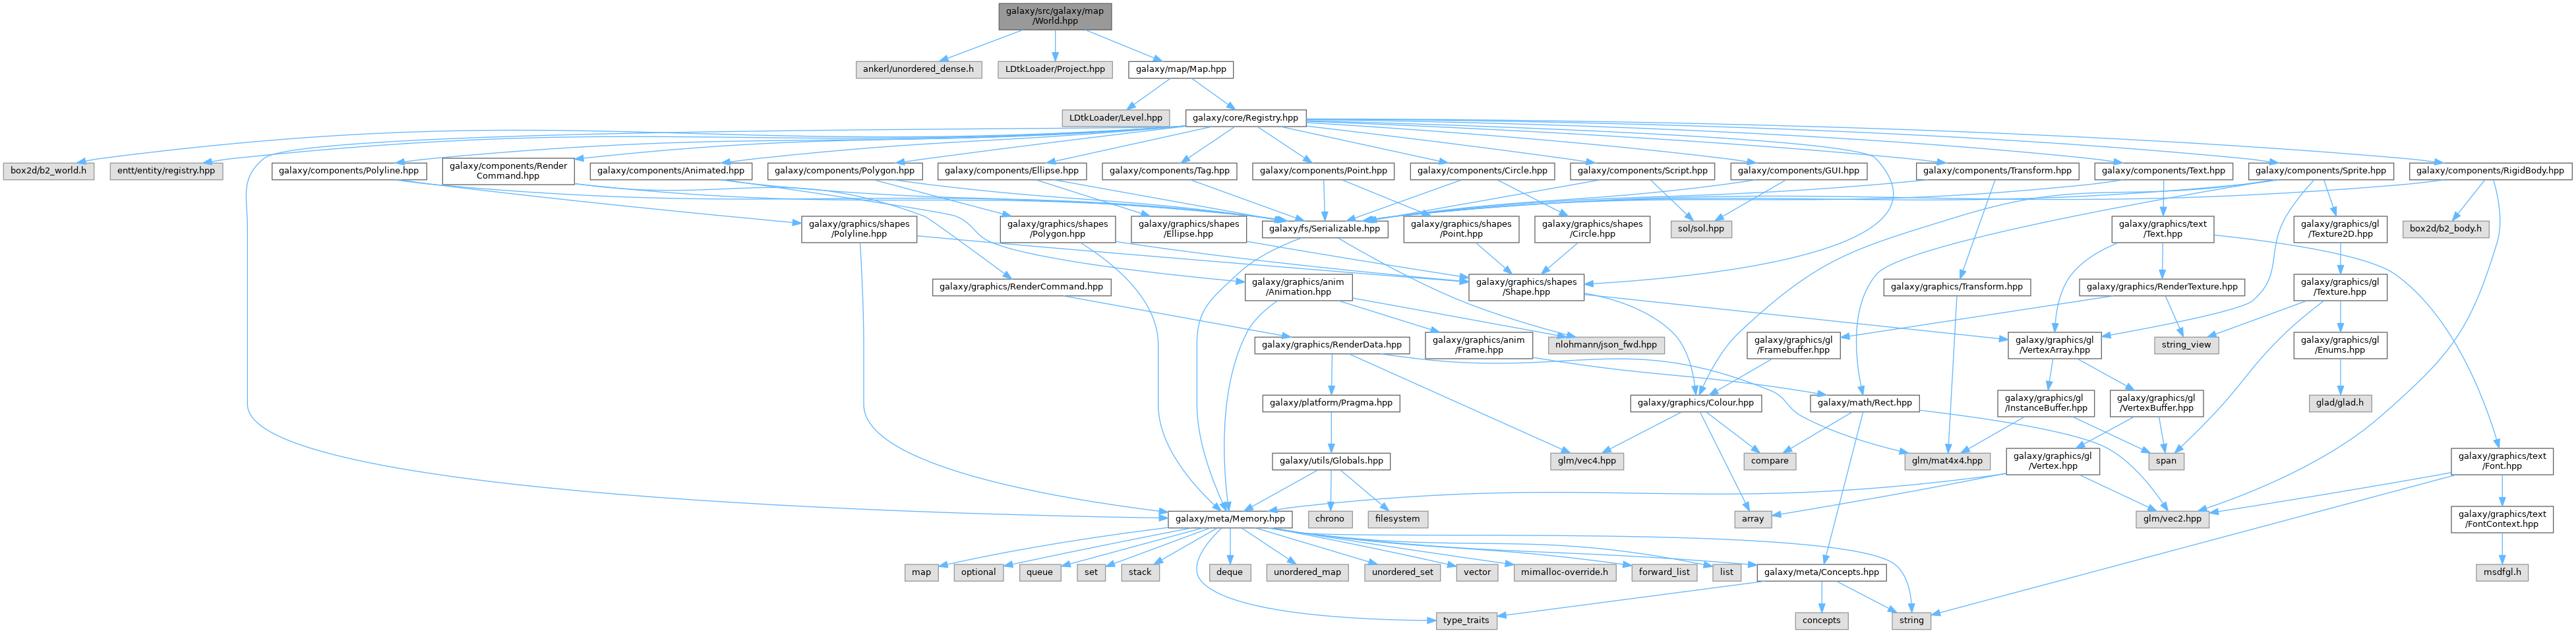 galaxy/src/galaxy/map
/World.hpp
ankerl/unordered_dense.h
LDtkLoader/Project.hpp
galaxy/map/Map.hpp
LDtkLoader/Level.hpp
galaxy/core/Registry.hpp
box2d/b2_world.h
entt/entity/registry.hpp
galaxy/components/Polyline.hpp
galaxy/components/Render
Command.hpp
galaxy/components/Animated.hpp
galaxy/components/Polygon.hpp
galaxy/components/Ellipse.hpp
galaxy/components/Tag.hpp
galaxy/components/Point.hpp
galaxy/components/Circle.hpp
galaxy/components/Script.hpp
galaxy/components/GUI.hpp
galaxy/components/Transform.hpp
galaxy/components/Text.hpp
galaxy/components/Sprite.hpp
galaxy/components/RigidBody.hpp
galaxy/graphics/shapes
/Polyline.hpp
galaxy/graphics/shapes
/Polygon.hpp
galaxy/graphics/shapes
/Ellipse.hpp
galaxy/fs/Serializable.hpp
galaxy/graphics/shapes
/Point.hpp
galaxy/graphics/shapes
/Circle.hpp
sol/sol.hpp
galaxy/graphics/text
/Text.hpp
galaxy/graphics/gl
/Texture2D.hpp
box2d/b2_body.h
galaxy/graphics/RenderCommand.hpp
galaxy/graphics/anim
/Animation.hpp
galaxy/graphics/shapes
/Shape.hpp
galaxy/graphics/Transform.hpp
galaxy/graphics/RenderTexture.hpp
galaxy/graphics/gl
/Texture.hpp
galaxy/graphics/RenderData.hpp
nlohmann/json_fwd.hpp
galaxy/graphics/anim
/Frame.hpp
galaxy/graphics/gl
/Framebuffer.hpp
galaxy/graphics/gl
/VertexArray.hpp
string_view
galaxy/graphics/gl
/Enums.hpp
galaxy/platform/Pragma.hpp
galaxy/graphics/Colour.hpp
galaxy/math/Rect.hpp
galaxy/graphics/gl
/InstanceBuffer.hpp
galaxy/graphics/gl
/VertexBuffer.hpp
glad/glad.h
galaxy/utils/Globals.hpp
glm/vec4.hpp
compare
glm/mat4x4.hpp
galaxy/graphics/gl
/Vertex.hpp
span
galaxy/graphics/text
/Font.hpp
galaxy/meta/Memory.hpp
chrono
filesystem
array
glm/vec2.hpp
galaxy/graphics/text
/FontContext.hpp
map
optional
queue
set
stack
deque
unordered_map
unordered_set
vector
mimalloc-override.h
forward_list
list
galaxy/meta/Concepts.hpp
msdfgl.h
type_traits
concepts
string